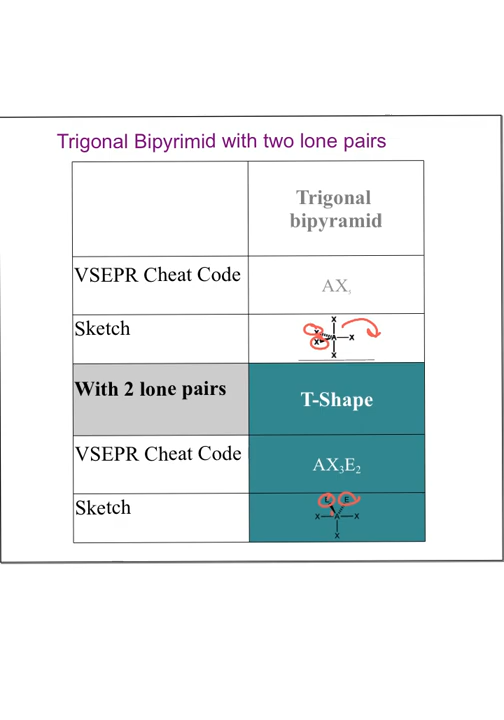 Trigonal Bipyrimid with two lone pairs
Trigonal
bipyramid
VSEPR Cheat Code
AX₅
Sketch
X
X
X A X
X
With 2 lone pairs
T-Shape
VSEPR Cheat Code
AX₃E₂
Sketch
E E
X A X
X